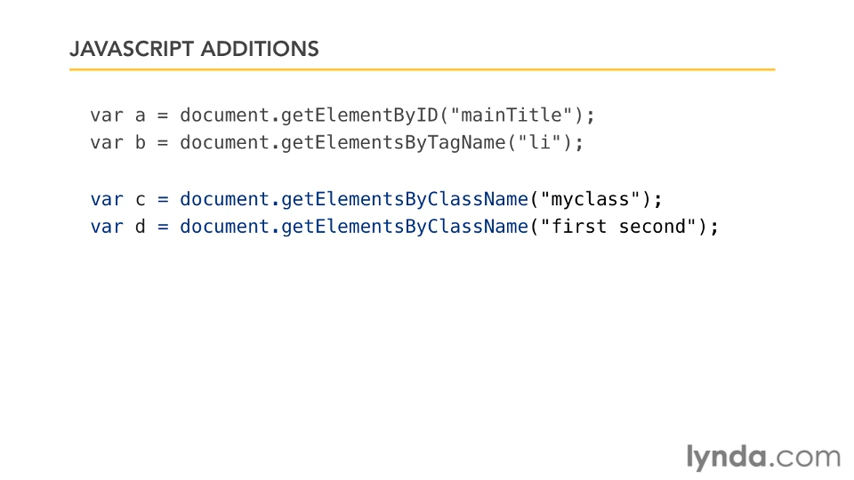 JAVASCRIPT ADDITIONS
var a = document.getElementByID("mainTitle");
var b = document.getElementsByTagName("li");
var c = document.getElementsByClassName("myclass");
var d = document.getElementsByClassName("first second");
lynda.com